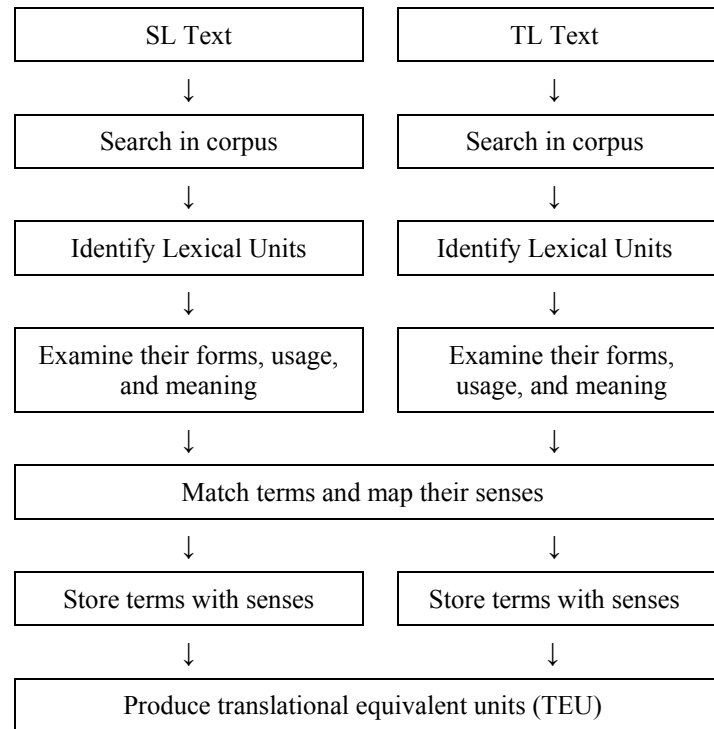 SL Text
TL Text
↓ ↓
Search in corpus
Search in corpus
↓ ↓
Identify Lexical Units
Identify Lexical Units
↓ ↓
Examine their forms, usage,
and meaning
Examine their forms,
usage, and meaning
↓ ↓
Match terms and map their senses
↓ ↓
Store terms with senses
Store terms with senses
↓ ↓
Produce translational equivalent units (TEU)